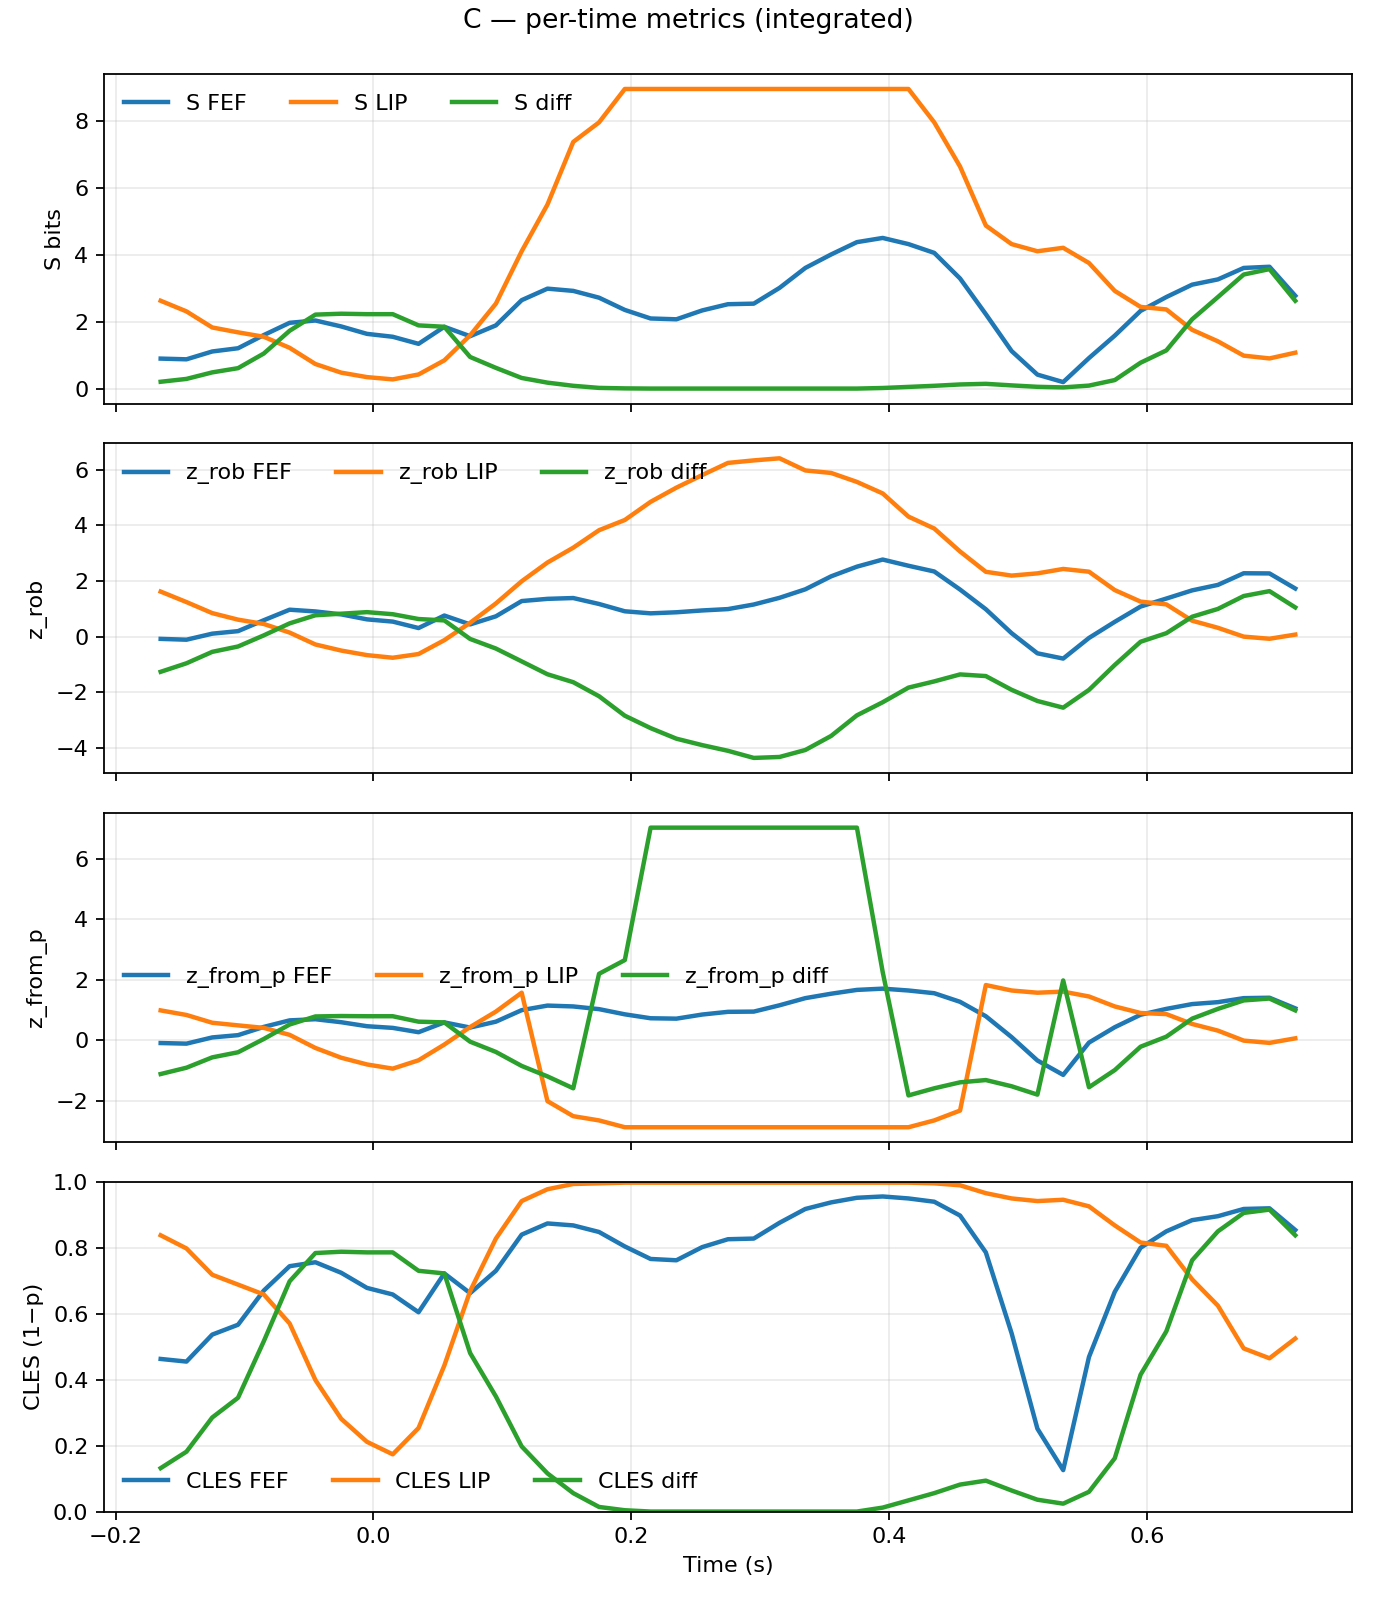 C — per-time metrics (integrated)
S FEF S LIP S diff
8
6
4
2
0
S bits
z_rob FEF z_rob LIP z_rob diff
6
4
2
0
−2
−4
z_rob
6
4
2
0
−2
z_from_p
z_from_p FEF z_from_p LIP z_from_p diff
1.0
0.8
0.6
0.4
0.2
0.0
CLES (1−p)
CLES FEF CLES LIP CLES diff
−0.2 0.0 0.2 0.4 0.6
Time (s)